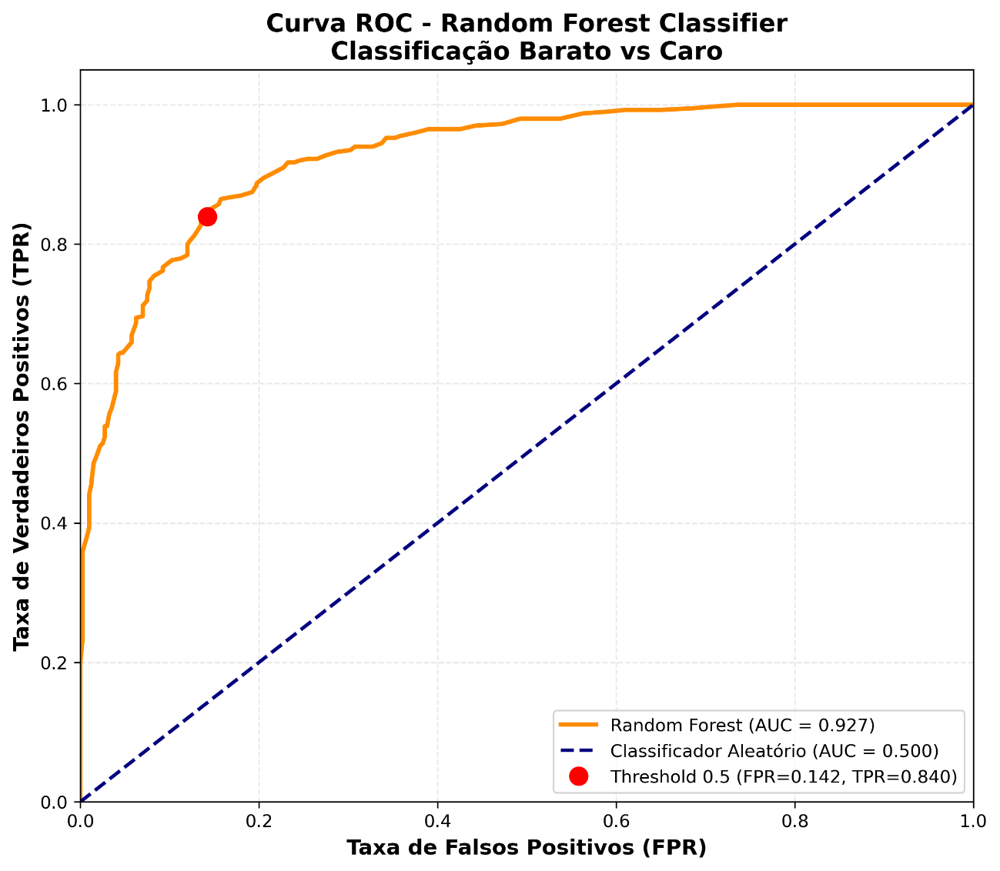 Curva ROC - Random Forest Classifier
Classificação Barato vs Caro
Taxa de Verdadeiros Positivos (TPR)
1.0
0.8
0.6
0.4
0.2
0.0
0.0 0.2 0.4 0.6 0.8 1.0
Taxa de Falsos Positivos (FPR)
Random Forest (AUC = 0.927)
Classificador Aleatório (AUC = 0.500)
Threshold 0.5 (FPR=0.142, TPR=0.840)